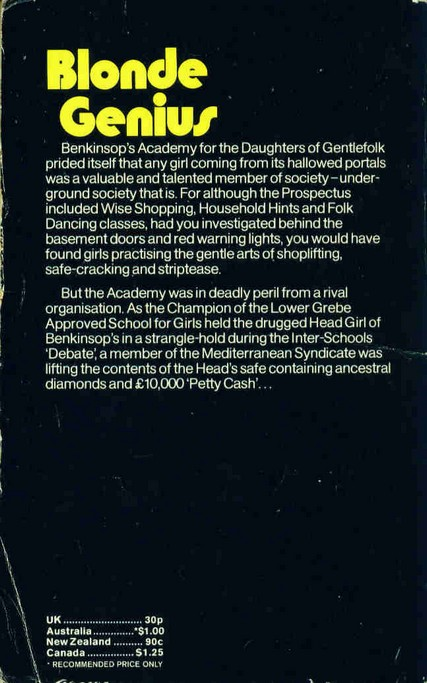 Blonde
Genius
Benkinsop's Academy for the Daughters of Gentlefolk
prided itself that any girl coming from its hallowed portals
was a valuable and talented member of society–under-
ground society that is. For although the Prospectus
included Wise Shopping, Household Hints and Folk
Dancing classes, had you investigated behind the
basement doors and red warning lights, you would have
found girls practising the gentle arts of shoplifting,
safe-cracking and striptease.
But the Academy was in deadly peril from a rival
organisation. As the Champion of the Lower Grebe
Approved School for Girls held the drugged Head Girl of
Benkinsop's in a strangle-hold during the Inter-Schools
'Debate', a member of the Mediterranean Syndicate was
lifting the contents of the Head's safe containing ancestral
diamonds and £10,000 'Petty Cash'...
UK ........................... 30p
Australia ..............*$1.00
New Zealand .......... 90c
Canada ................ $1.25
* RECOMMENDED PRICE ONLY